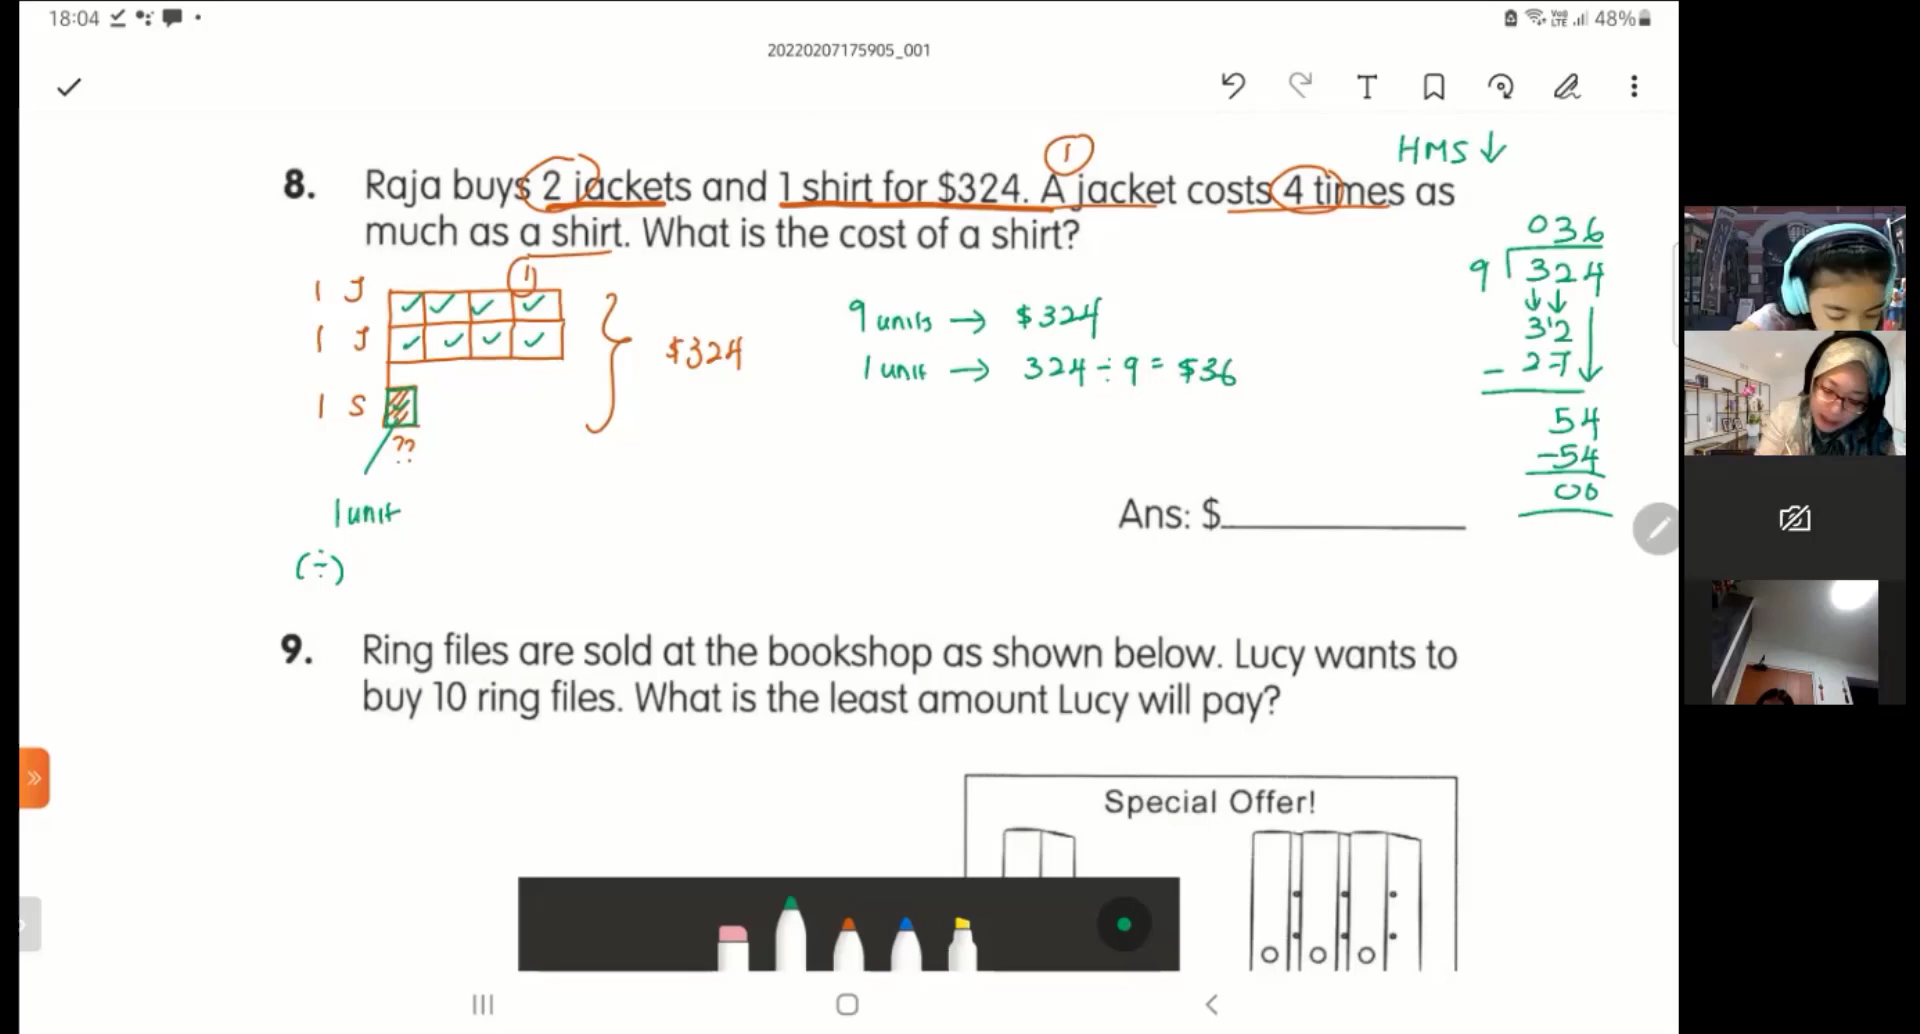 18:04
Vo)) LTE 48%
20220207175905_001
T
HMS ↓
1
8. Raja buys 2 jackets and 1 shirt for $324. A jacket costs 4 times as
much as a shirt. What is the cost of a shirt?
1
1 J
1 J
1 S
??
$324
1 unit
(÷)
9 units → $324
1 unit → 324 ÷ 9 = $36
036
9 324
32
- 27
54
-54
00
Ans: $
9. Ring files are sold at the bookshop as shown below. Lucy wants to
buy 10 ring files. What is the least amount Lucy will pay?
Special Offer!